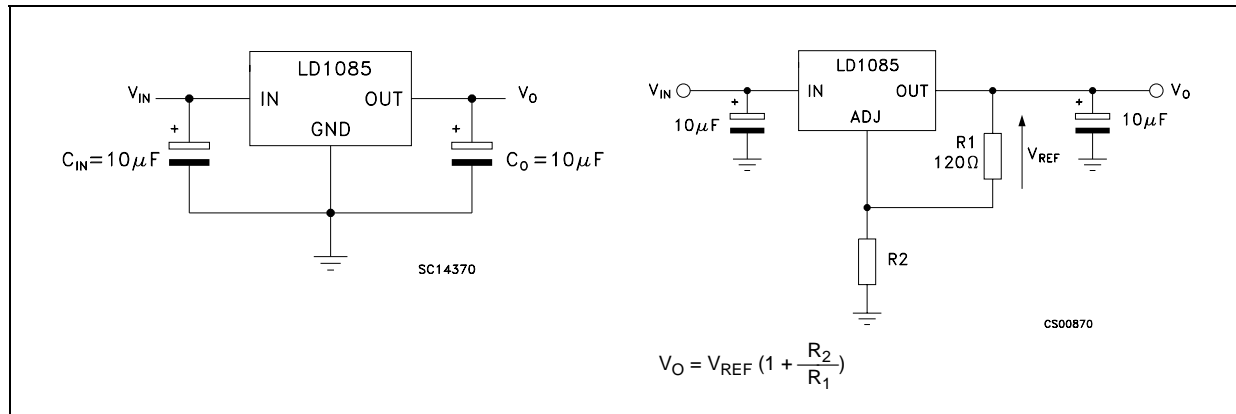 LD1085
V_IN
IN
OUT
V_O
GND
+
+
C_IN=10μF
C_O=10μF
SC14370
LD1085
V_IN
IN
OUT
V_O
ADJ
+
+
10μF
10μF
R1
120Ω
V_REF
R2
CS00870
V_O = V_REF (1 + R_2/R_1)